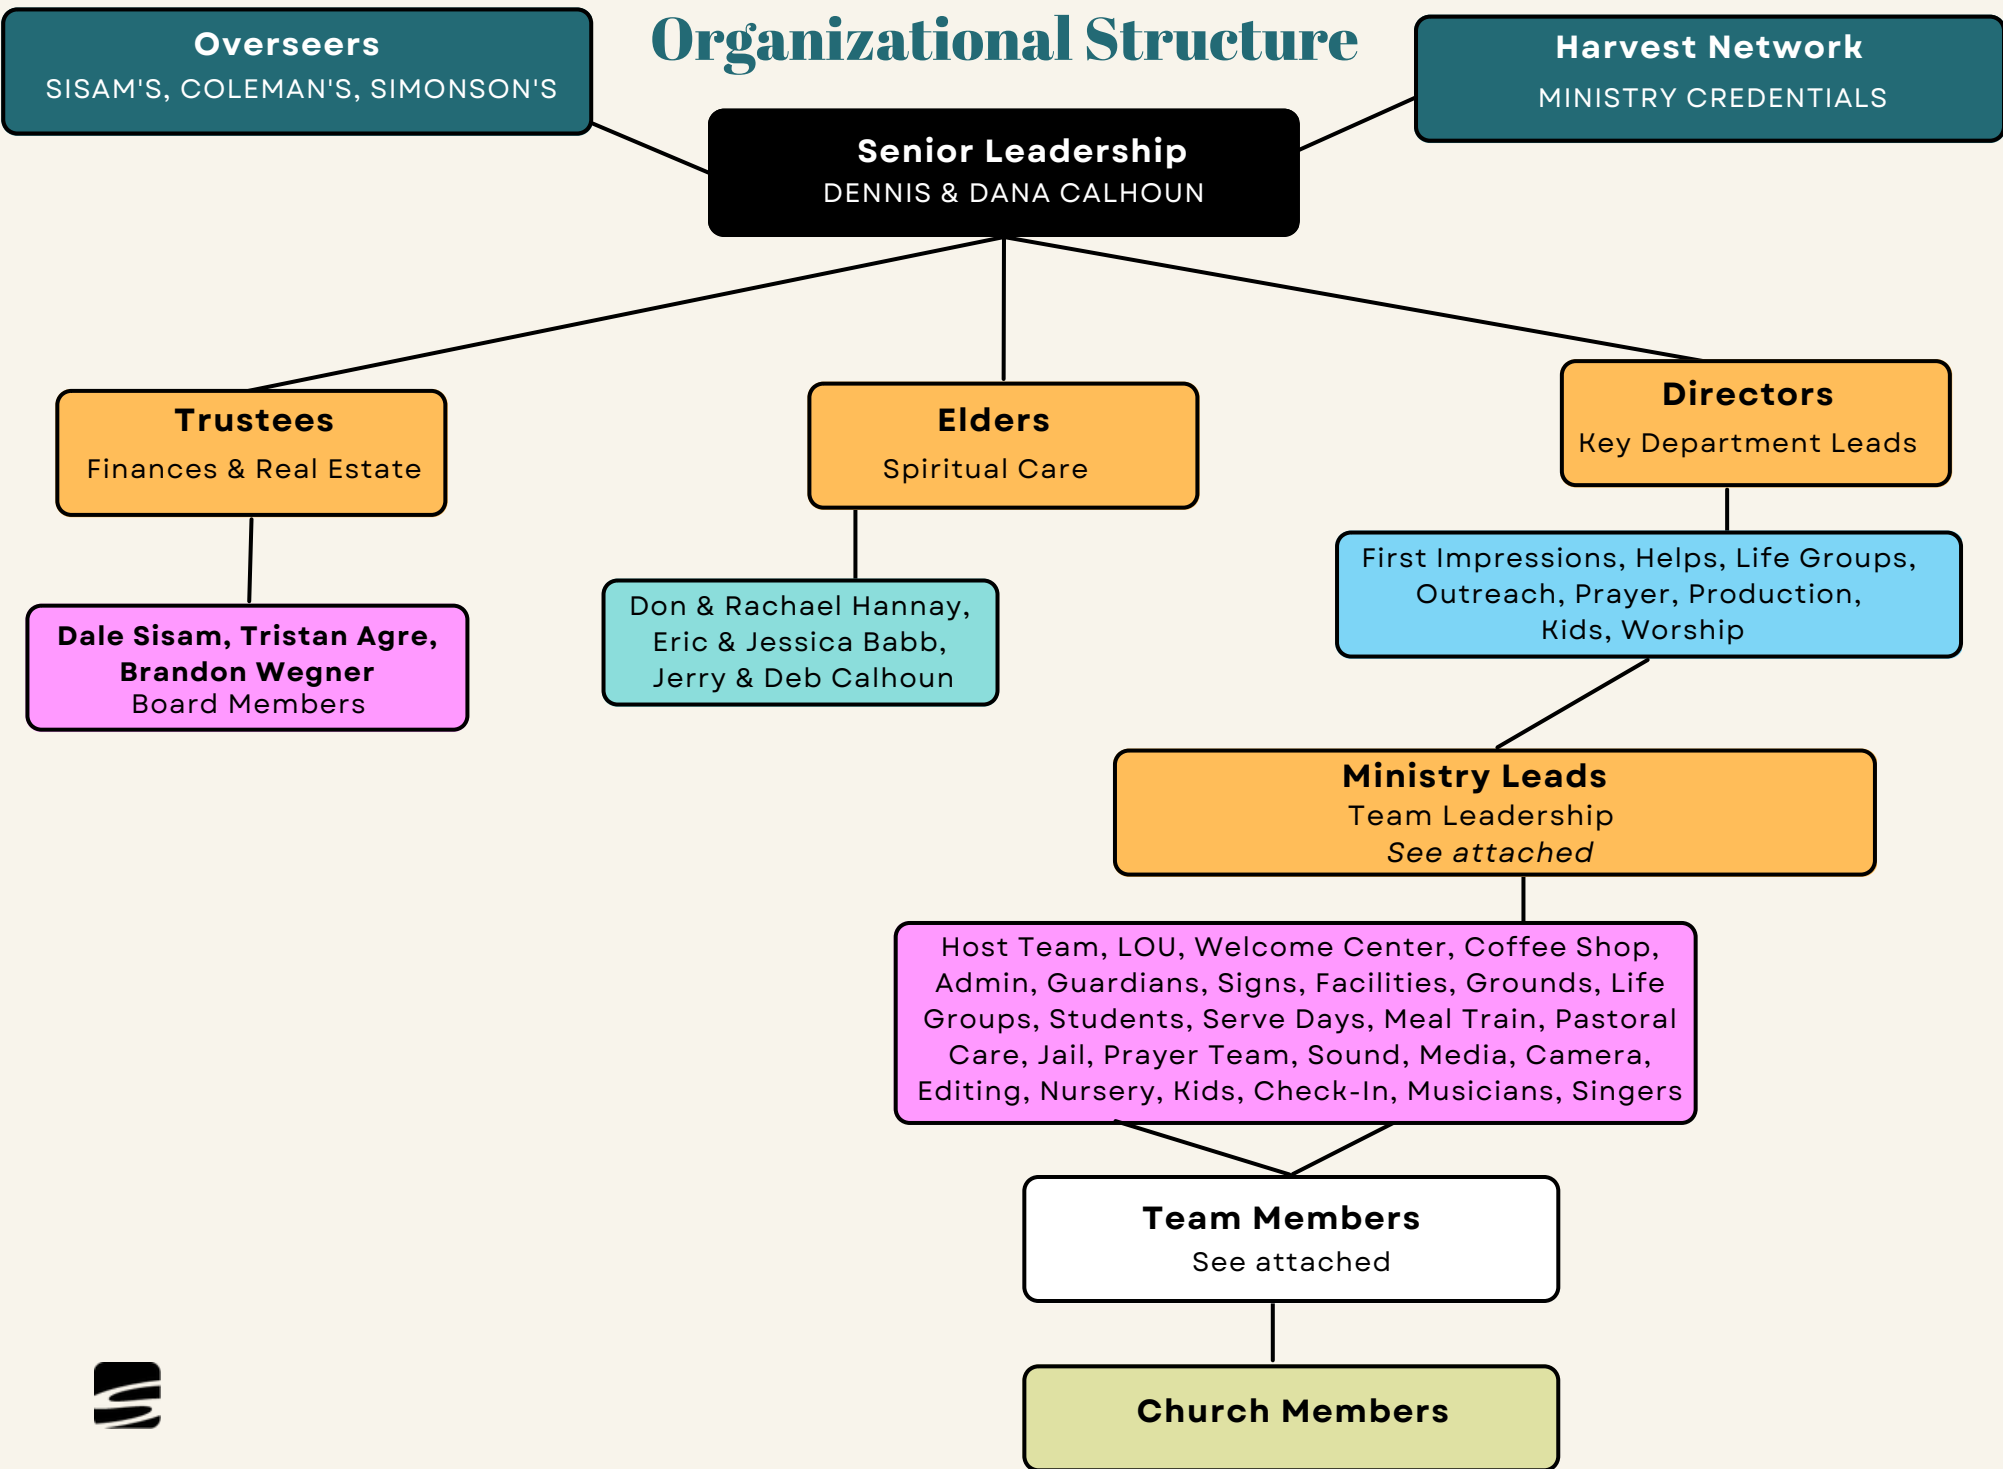 Organizational Structure
Overseers
SISAM'S, COLEMAN'S, SIMONSON'S
Harvest Network
MINISTRY CREDENTIALS
Senior Leadership
DENNIS & DANA CALHOUN
Trustees
Finances & Real Estate
Elders
Spiritual Care
Directors
Key Department Leads
Dale Sisam, Tristan Agre,
Brandon Wegner
Board Members
Don & Rachael Hannay,
Eric & Jessica Babb,
Jerry & Deb Calhoun
First Impressions, Helps, Life Groups,
Outreach, Prayer, Production,
Kids, Worship
Ministry Leads
Team Leadership
See attached
Host Team, LOU, Welcome Center, Coffee Shop,
Admin, Guardians, Signs, Facilities, Grounds, Life
Groups, Students, Serve Days, Meal Train, Pastoral
Care, Jail, Prayer Team, Sound, Media, Camera,
Editing, Nursery, Kids, Check-In, Musicians, Singers
Team Members
See attached
Church Members